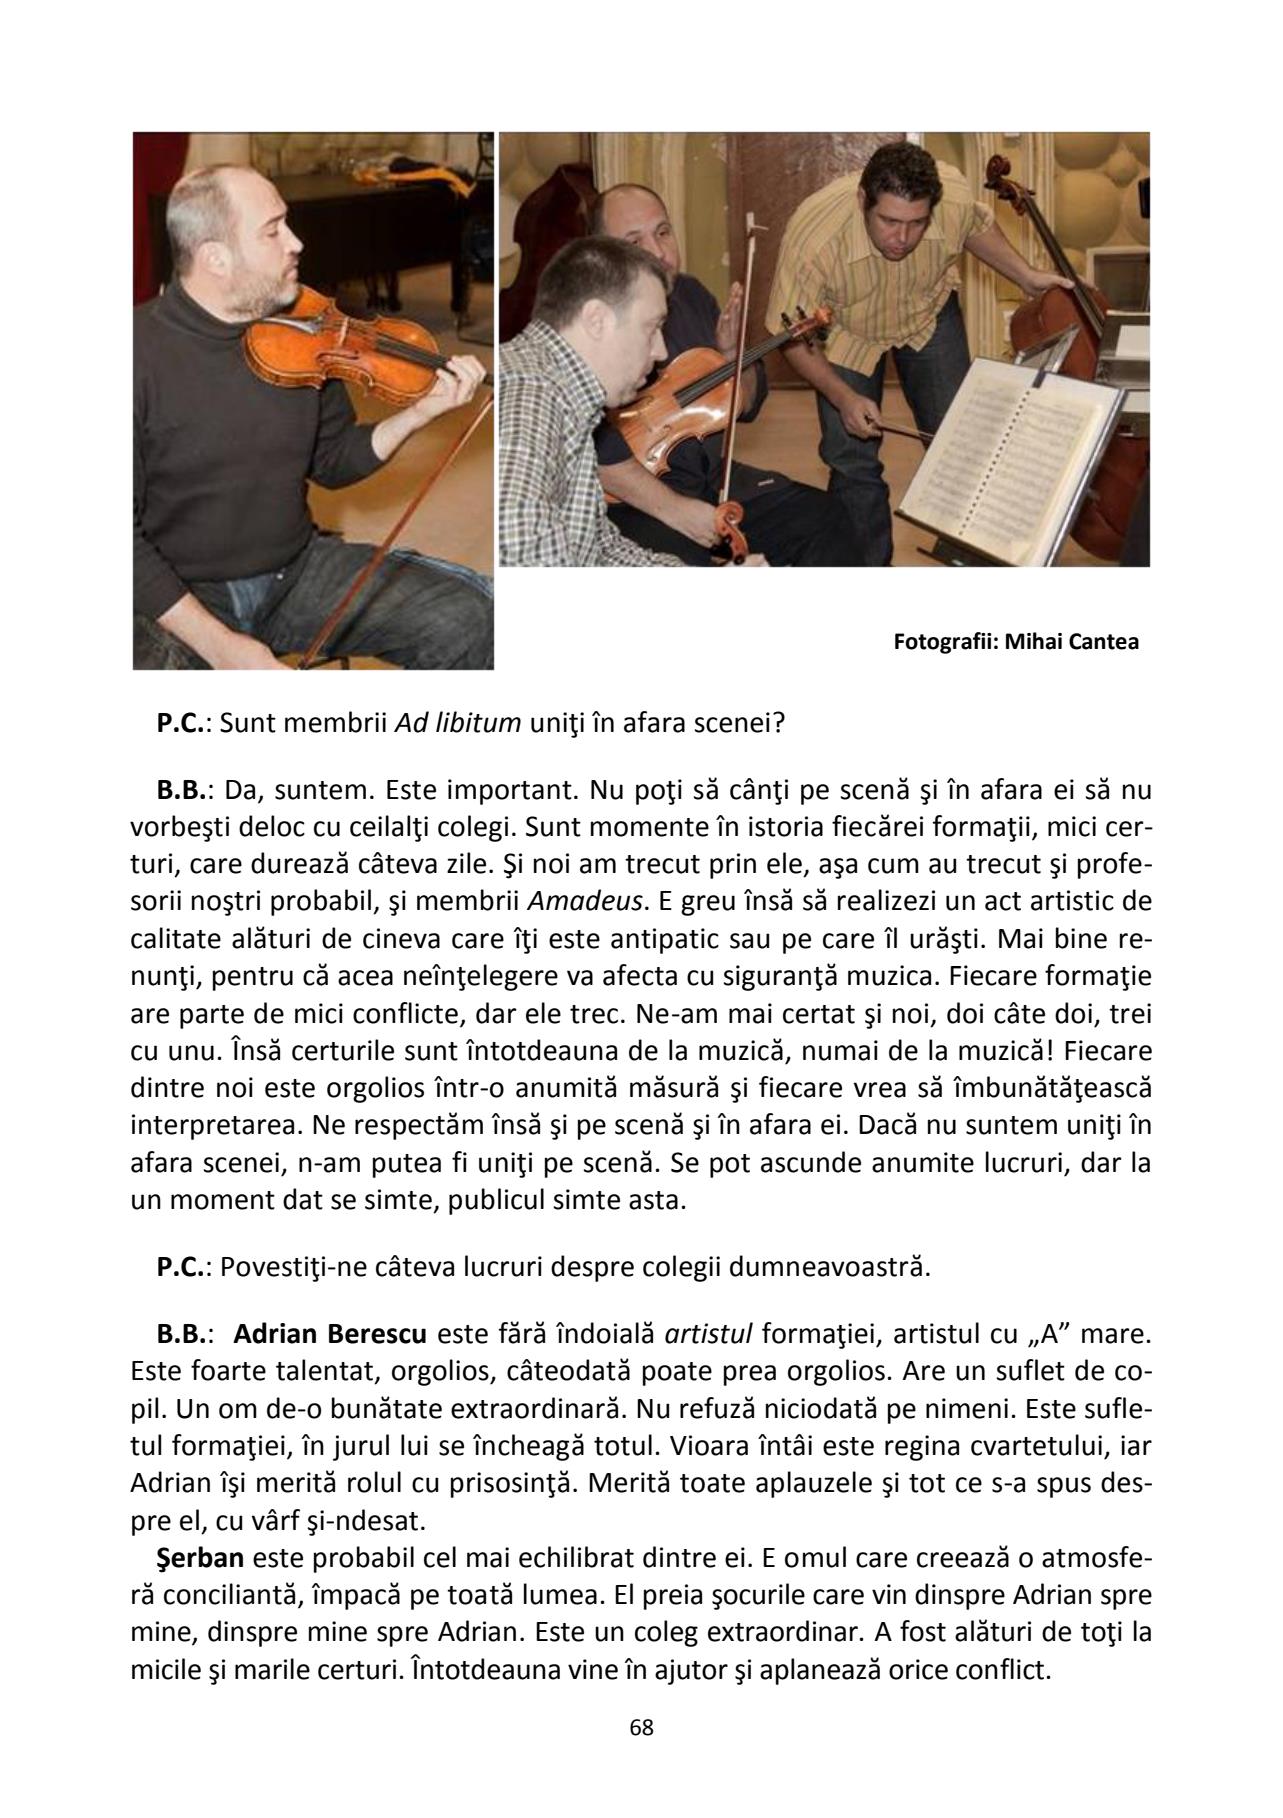 Fotografii: Mihai Cantea
P.C.: Sunt membrii Ad libitum uniţi în afara scenei?
B.B.: Da, suntem. Este important. Nu poţi să cânţi pe scenă şi în afara ei să nu
vorbeşti deloc cu ceilalţi colegi. Sunt momente în istoria fiecărei formaţii, mici cer-
turi, care durează câteva zile. Şi noi am trecut prin ele, aşa cum au trecut şi profe-
sorii noştri probabil, şi membrii Amadeus. E greu însă să realizezi un act artistic de
calitate alături de cineva care îţi este antipatic sau pe care îl urăşti. Mai bine re-
nunţi, pentru că acea neînţelegere va afecta cu siguranţă muzica. Fiecare formaţie
are parte de mici conflicte, dar ele trec. Ne-am mai certat şi noi, doi câte doi, trei
cu unu. Însă certurile sunt întotdeauna de la muzică, numai de la muzică! Fiecare
dintre noi este orgolios într-o anumită măsură şi fiecare vrea să îmbunătăţească
interpretarea. Ne respectăm însă şi pe scenă şi în afara ei. Dacă nu suntem uniţi în
afara scenei, n-am putea fi uniţi pe scenă. Se pot ascunde anumite lucruri, dar la
un moment dat se simte, publicul simte asta.
P.C.: Povestiţi-ne câteva lucruri despre colegii dumneavoastră.
B.B.: Adrian Berescu este fără îndoială artistul formaţiei, artistul cu „A” mare.
Este foarte talentat, orgolios, câteodată poate prea orgolios. Are un suflet de co-
pil. Un om de-o bunătate extraordinară. Nu refuză niciodată pe nimeni. Este sufle-
tul formaţiei, în jurul lui se încheagă totul. Vioara întâi este regina cvartetului, iar
Adrian îşi merită rolul cu prisosinţă. Merită toate aplauzele şi tot ce s-a spus des-
pre el, cu vârf şi-ndesat.
Şerban este probabil cel mai echilibrat dintre ei. E omul care creează o atmosfe-
ră conciliantă, împacă pe toată lumea. El preia şocurile care vin dinspre Adrian spre
mine, dinspre mine spre Adrian. Este un coleg extraordinar. A fost alături de toţi la
micile şi marile certuri. Întotdeauna vine în ajutor şi aplanează orice conflict.
68